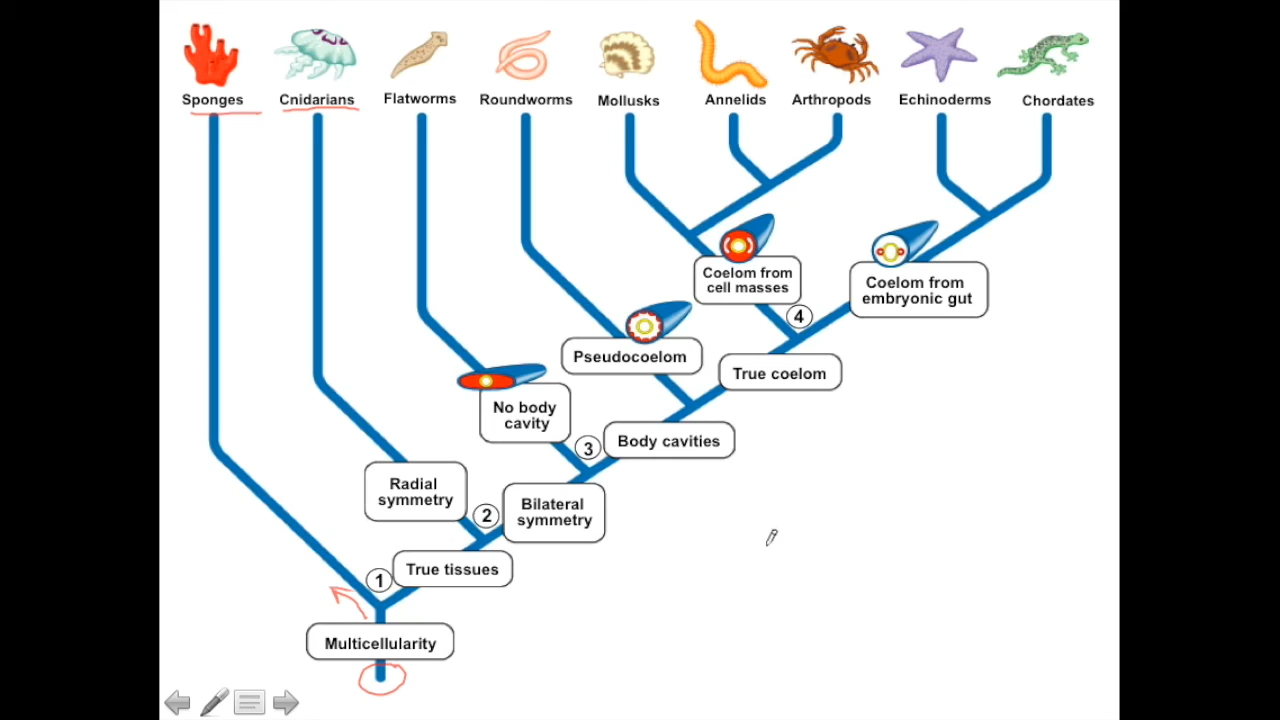 Sponges
Cnidarians
Flatworms
Roundworms
Mollusks
Annelids
Arthropods
Echinoderms
Chordates
Coelom from
cell masses
Coelom from
embryonic gut
4
Pseudocoelom
True coelom
No body
cavity
3
Body cavities
Radial
symmetry
2
Bilateral
symmetry
1
True tissues
Multicellularity